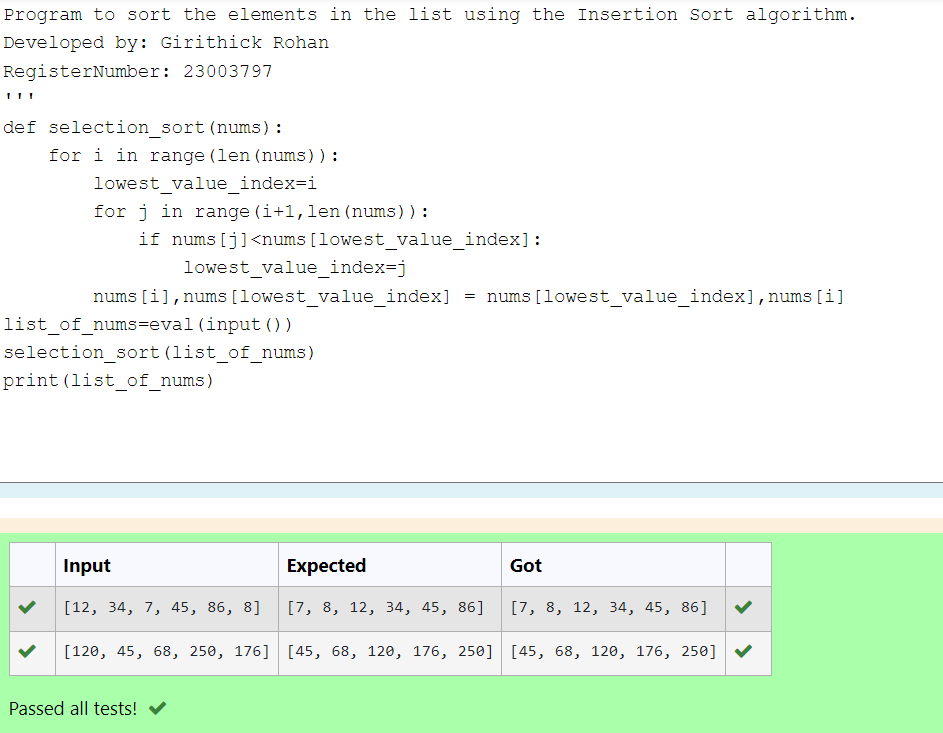 Program to sort the elements in the list using the Insertion Sort algorithm.
Developed by: Girithick Rohan
RegisterNumber: 23003797
'''
def selection_sort(nums):
    for i in range(len(nums)):
        lowest_value_index=i
        for j in range(i+1,len(nums)):
            if nums[j]<nums[lowest_value_index]:
                lowest_value_index=j
        nums[i],nums[lowest_value_index] = nums[lowest_value_index],nums[i]
list_of_nums=eval(input())
selection_sort(list_of_nums)
print(list_of_nums)
Input Expected Got
[12, 34, 7, 45, 86, 8] [7, 8, 12, 34, 45, 86] [7, 8, 12, 34, 45, 86]
[120, 45, 68, 250, 176] [45, 68, 120, 176, 250] [45, 68, 120, 176, 250]
Passed all tests!